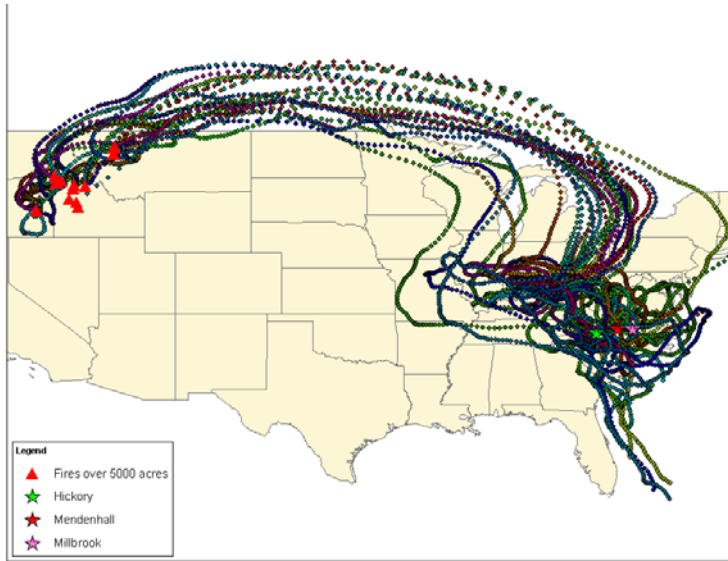 Legend
Fires over 5000 acres
Hickory
Mendenhall
Millbrook